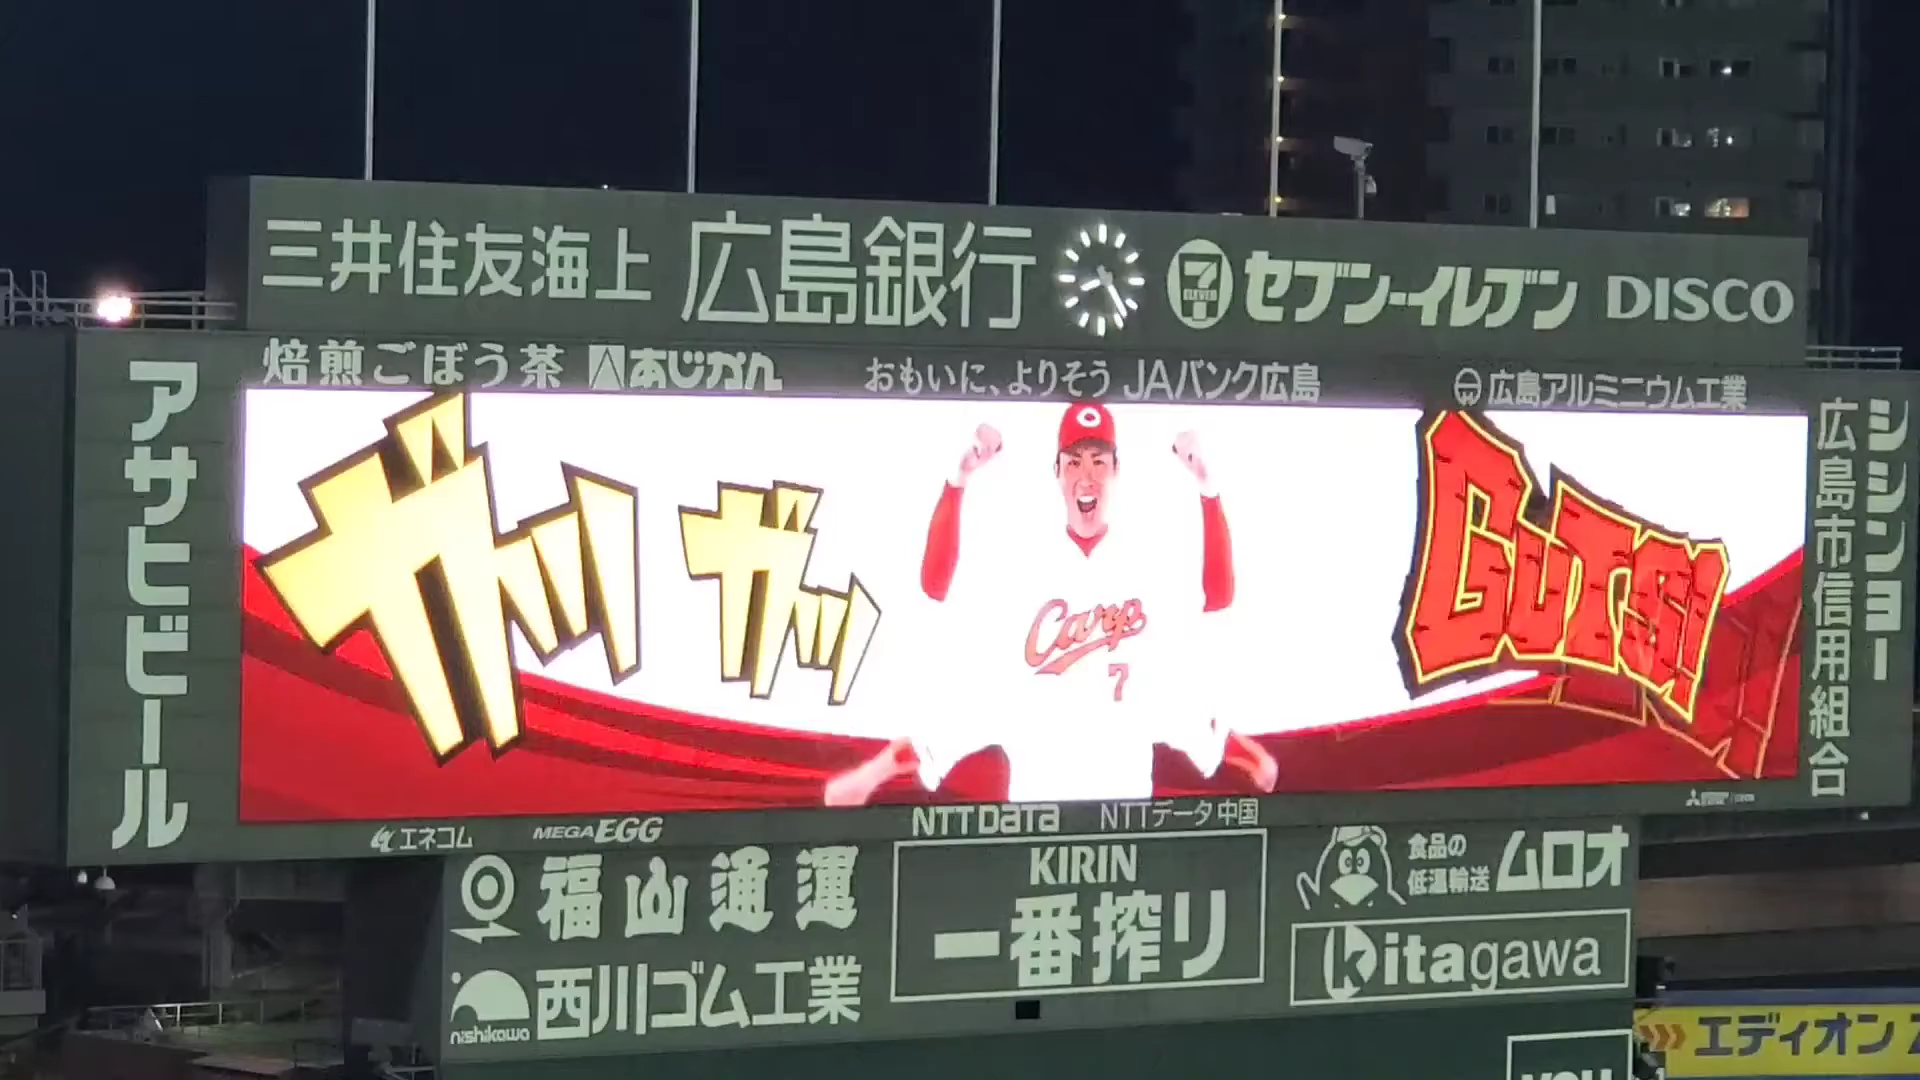 三井住友海上
広島銀行
7
ELEVEN
セブン-イレブン
DISCO
焙煎ごぼう茶
あじかん
おもいに、よりそう JAバンク広島
広島アルミニウム工業
アサヒビール
ガッツ
ガッツ
C
Carp
7
GUTS!
シシンヨー
広島市信用組合
エネコム
MEGA EGG
NTT DATA
NTTデータ中国
福山通運
KIRIN
一番搾り
食品の
低温輸送
ムロオ
nishikawa
西川ゴム工業
kitagawa
エディオン